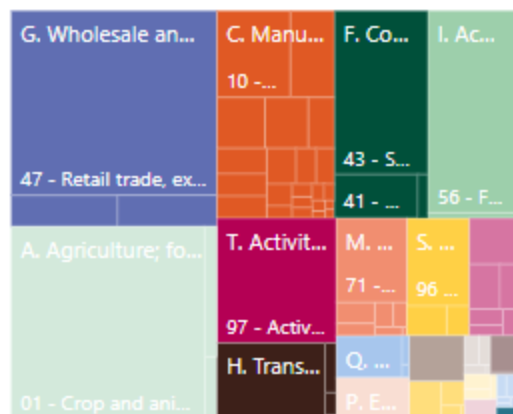 G. Wholesale an...
47 - Retail trade, ex...
A. Agriculture; fo...
01 - Crop and ani...
C. Manu...
10 -...
F. Co...
43 - S...
41 - ...
I. Ac...
56 - F...
T. Activit...
97 - Activ...
H. Trans...
M. ...
71 -...
S. ...
96 ...
Q. ...
P. E...